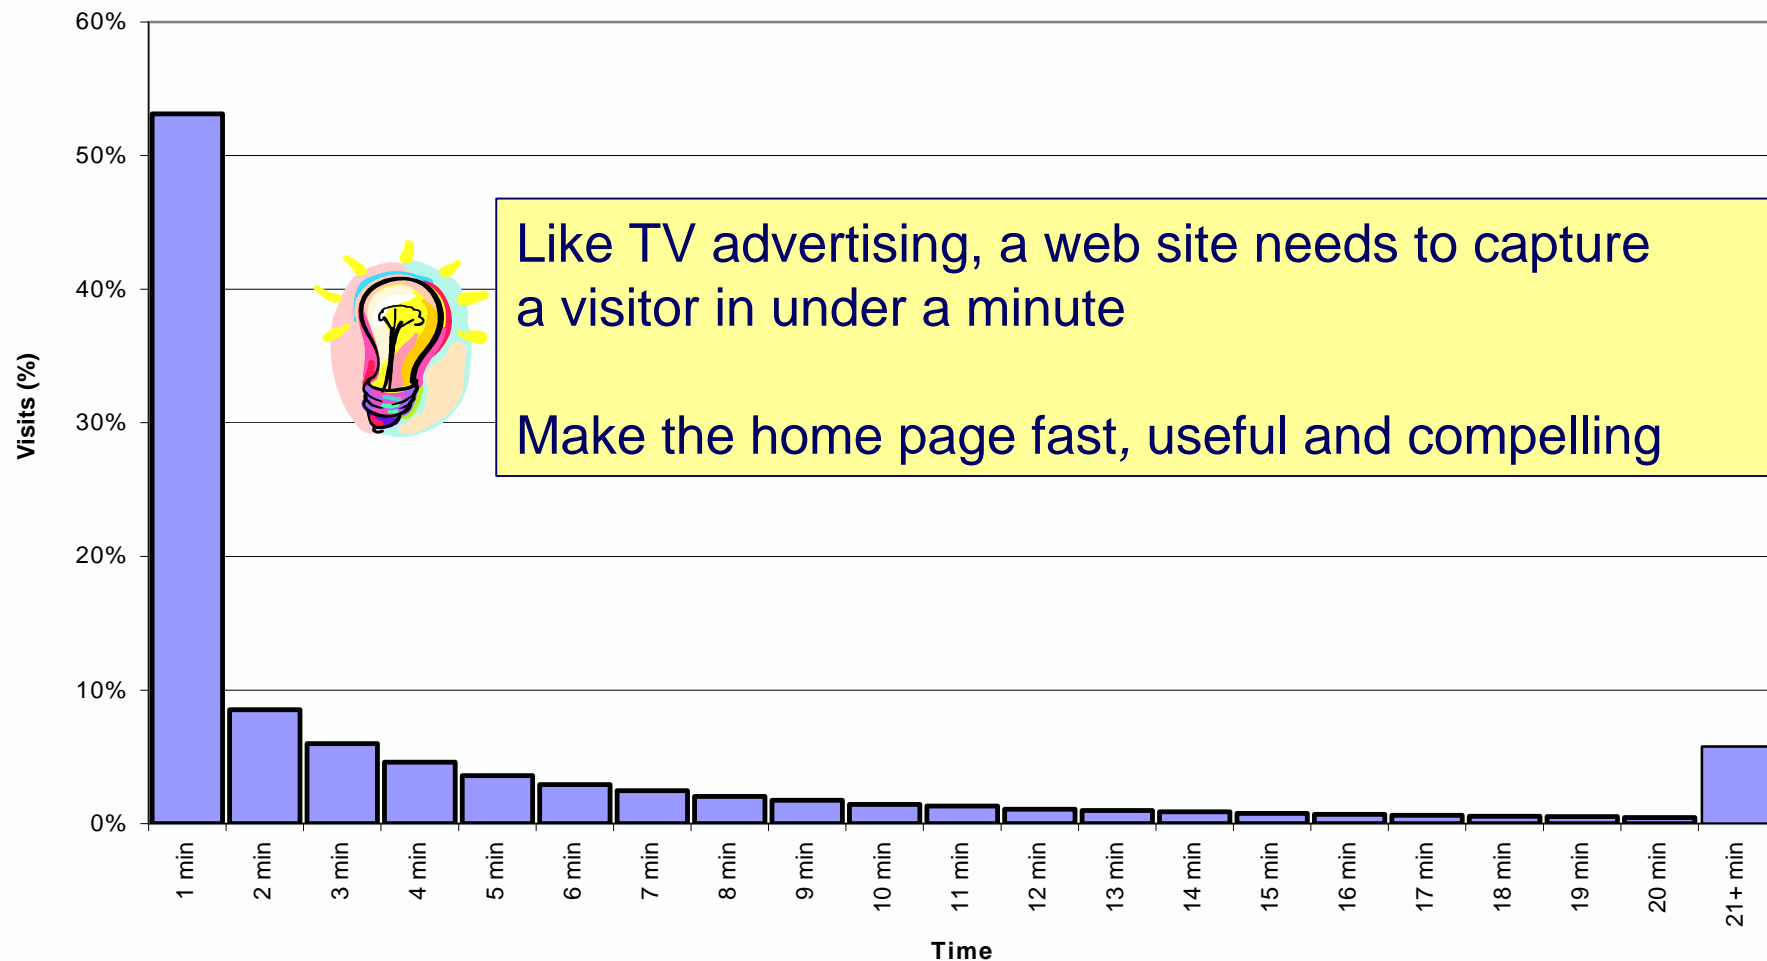 60%
50%
40%
30%
20%
10%
0%
Visits (%)
Like TV advertising, a web site needs to capture
a visitor in under a minute
Make the home page fast, useful and compelling
1 min
2 min
3 min
4 min
5 min
6 min
7 min
8 min
9 min
10 min
11 min
12 min
13 min
14 min
15 min
16 min
17 min
18 min
19 min
20 min
21+ min
Time